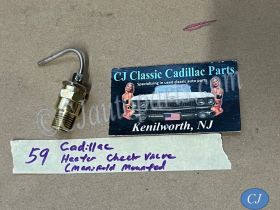 CJ Classic Cadillac Parts
Specializing in used classic auto parts
Kenilworth, NJ
59 Cadillac
Heater Check Valve
(Manifold Mounted
CJ